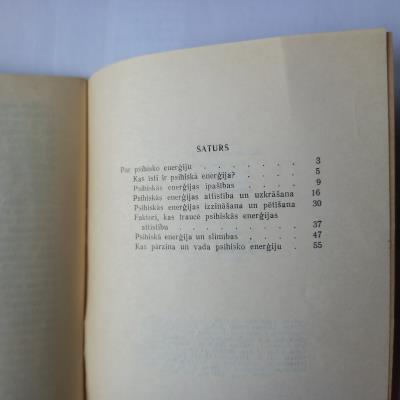 SATURS
Par psihisko enerģiju . . . . . . . 3
Kas īsti ir psihiskā enerģija? . . . . 5
Psihiskās enerģijas īpašības . . . . 9
Psihiskās enerģijas attīstība un uzkrāšana 16
Psihiskās enerģijas izzināšana un pētīšana 30
Faktori, kas traucē psihiskās enerģijas
attīstību . . . . . . . . 37
Psihiskā enerģija un slimības . . . . 47
Kas pārzina un vada psihisko enerģiju . 55